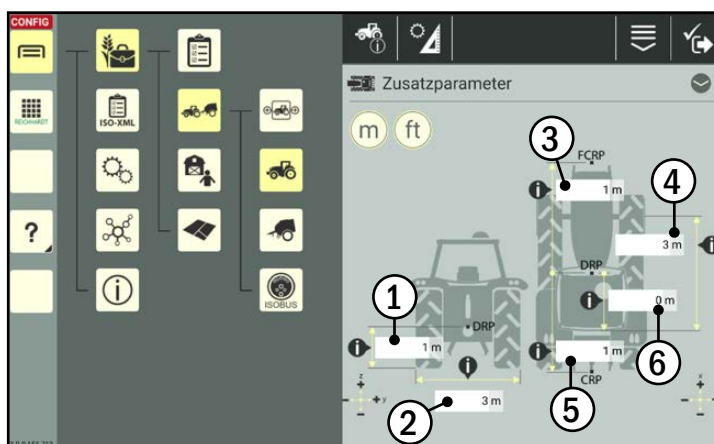 CONFIG
REICHHARDT
ISO-XML
?
ISOBUS
Zusatzparameter
m ft
3
FCRP
1 m
4
3 m
DRP
0 m
6
1
DRP
1 m
1 m
5
CRP
2
3 m
z
y
x